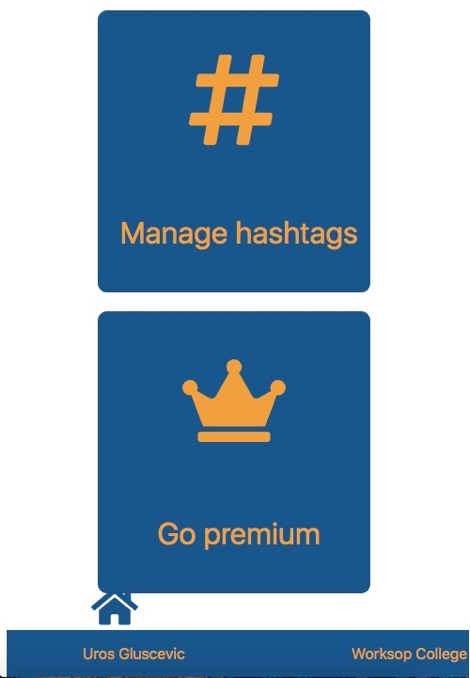 #
Manage hashtags
Go premium
Uros Gluscevic Worksop College